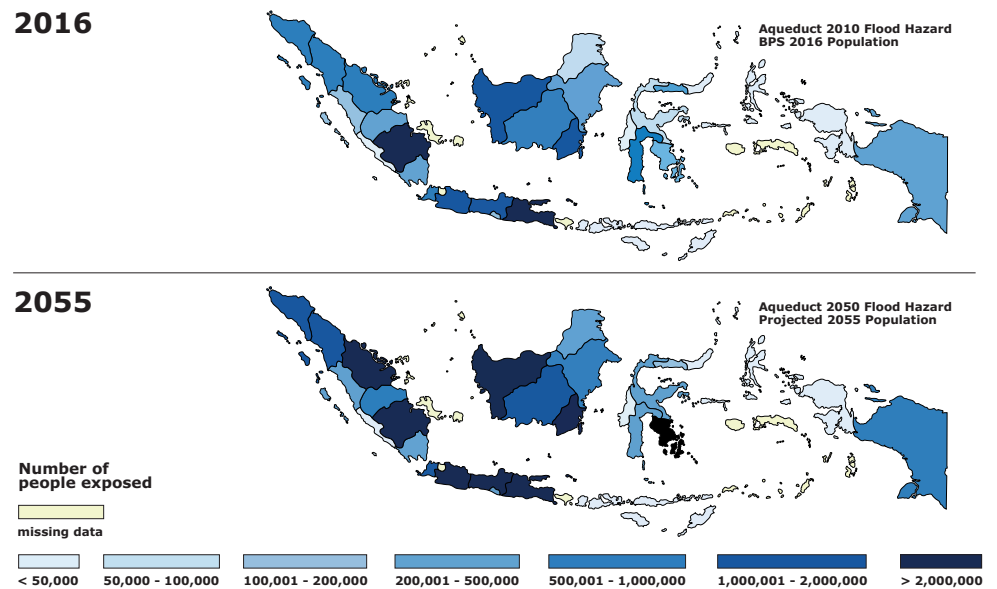 2016
Aqueduct 2010 Flood Hazard
BPS 2016 Population
2055
Aqueduct 2050 Flood Hazard
Projected 2055 Population
Number of
people exposed
missing data
< 50,000
50,000 - 100,000
100,001 - 200,000
200,001 - 500,000
500,001 - 1,000,000
1,000,001 - 2,000,000
> 2,000,000